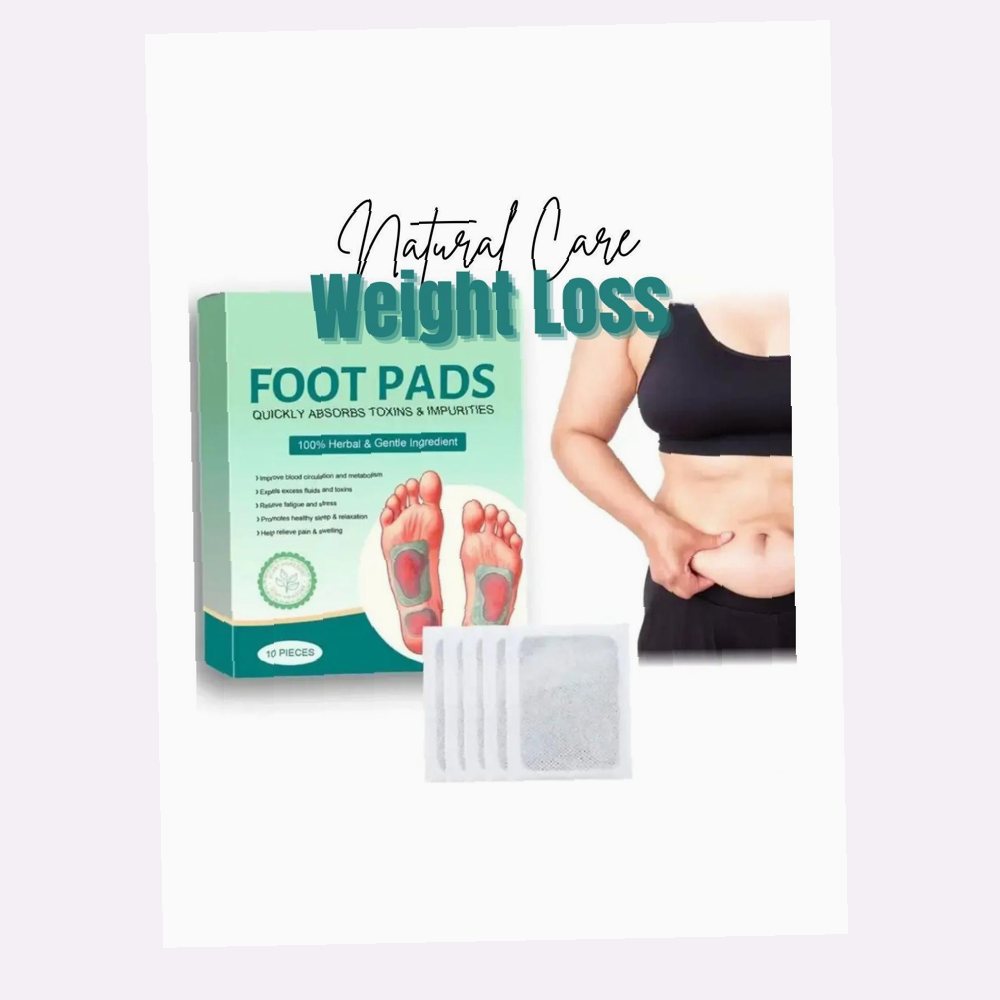 Natural Care
Weight Loss
FOOT PADS
QUICKLY ABSORBS TOXINS & IMPURITIES
100% Herbal & Gentle Ingredient
Improve blood circulation and metabolism
Expels excess fluids and toxins
Relieve fatigue and stress
Promotes healthy sleep & relaxation
Help relieve pain & swelling
10 PIECES